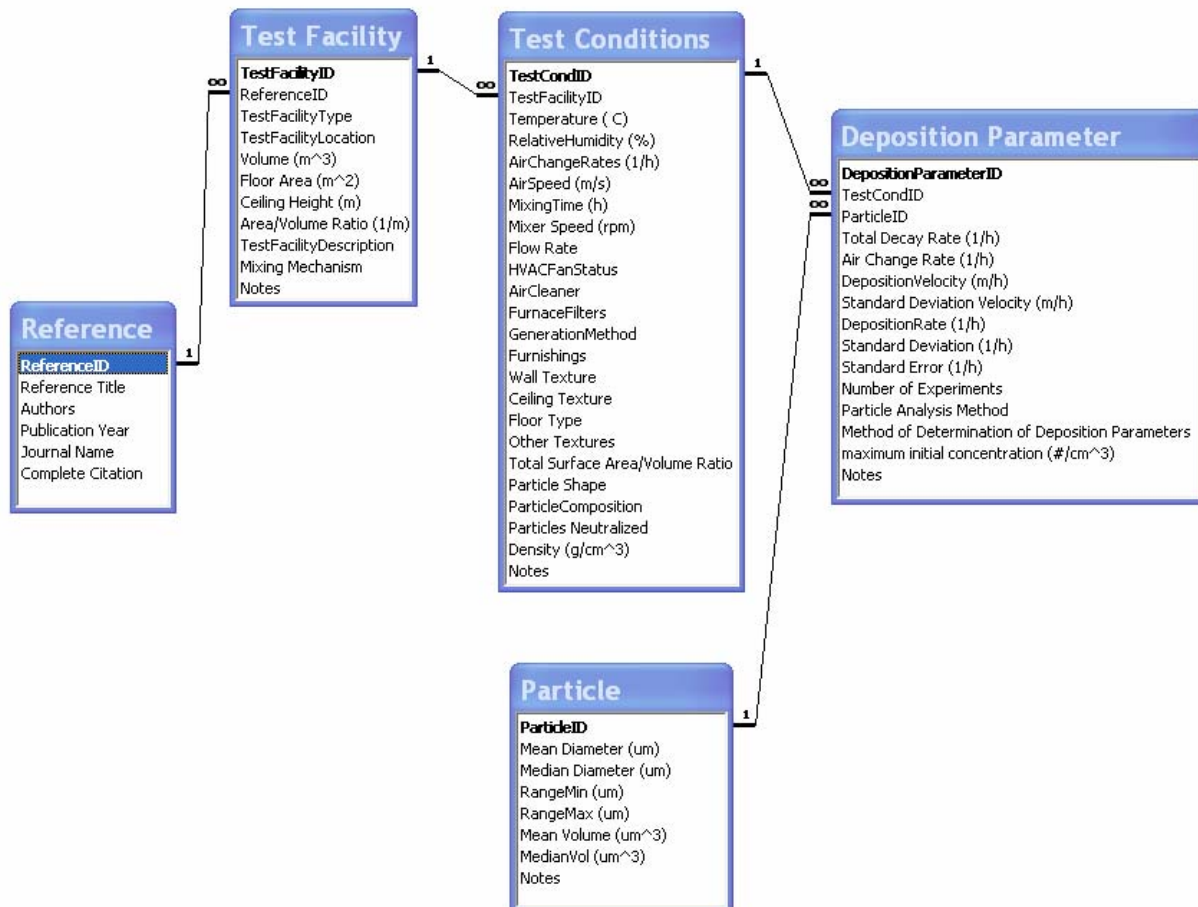 Reference
ReferenceID
Reference Title
Authors
Publication Year
Journal Name
Complete Citation
1
∞
Test Facility
TestFacilityID
ReferenceID
TestFacilityType
TestFacilityLocation
Volume (m^3)
Floor Area (m^2)
Ceiling Height (m)
Area/Volume Ratio (1/m)
TestFacilityDescription
Mixing Mechanism
Notes
1
∞
Test Conditions
TestCondID
TestFacilityID
Temperature ( C)
RelativeHumidity (%)
AirChangeRates (1/h)
AirSpeed (m/s)
MixingTime (h)
Mixer Speed (rpm)
Flow Rate
HVACFanStatus
AirCleaner
FurnaceFilters
GenerationMethod
Furnishings
Wall Texture
Ceiling Texture
Floor Type
Other Textures
Total Surface Area/Volume Ratio
Particle Shape
ParticleComposition
Particles Neutralized
Density (g/cm^3)
Notes
1
∞
∞
Deposition Parameter
DepositionParameterID
TestCondID
ParticleID
Total Decay Rate (1/h)
Air Change Rate (1/h)
DepositionVelocity (m/h)
Standard Deviation Velocity (m/h)
DepositionRate (1/h)
Standard Deviation (1/h)
Standard Error (1/h)
Number of Experiments
Particle Analysis Method
Method of Determination of Deposition Parameters
maximum initial concentration (#/cm^3)
Notes
Particle
ParticleID
Mean Diameter (um)
Median Diameter (um)
RangeMin (um)
RangeMax (um)
Mean Volume (um^3)
MedianVol (um^3)
Notes
1